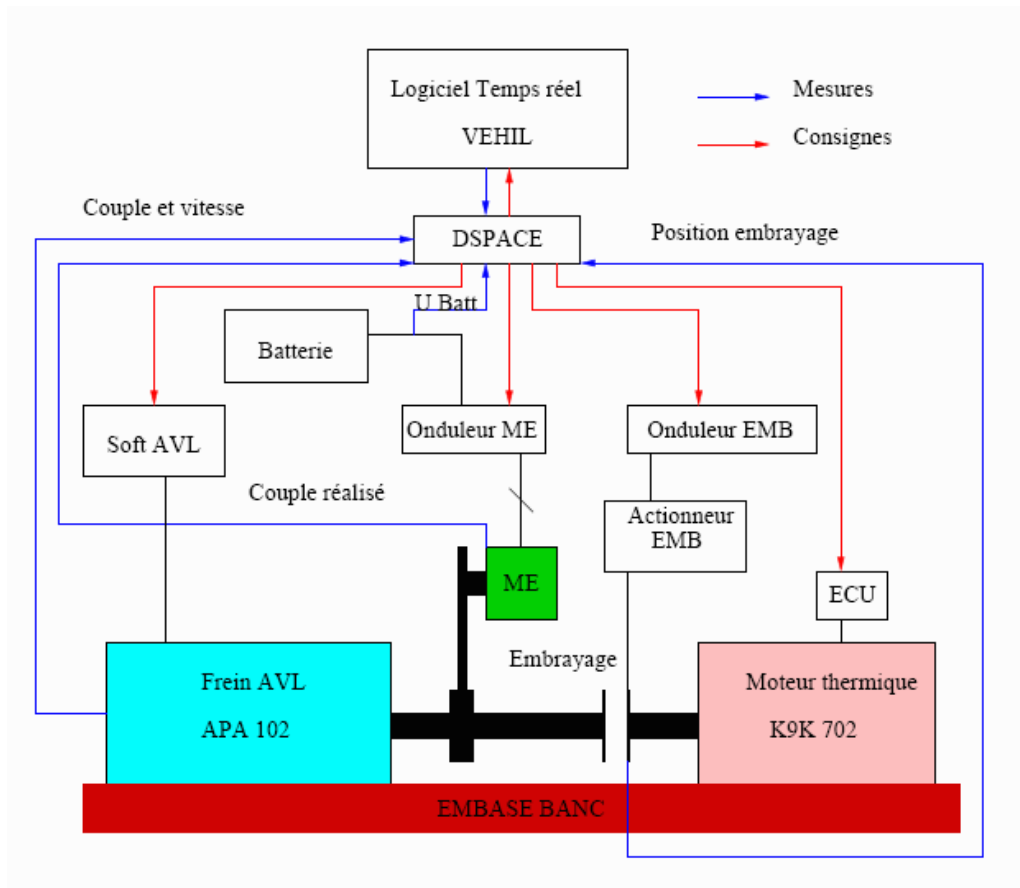 Logiciel Temps réel
VEHIL
Mesures
Consignes
Couple et vitesse
DSPACE
Position embrayage
U Batt
Batterie
Soft AVL
Onduleur ME
Onduleur EMB
Couple réalisé
Actionneur
EMB
ME
ECU
Embrayage
Frein AVL
APA 102
Moteur thermique
K9K 702
EMBASE BANC